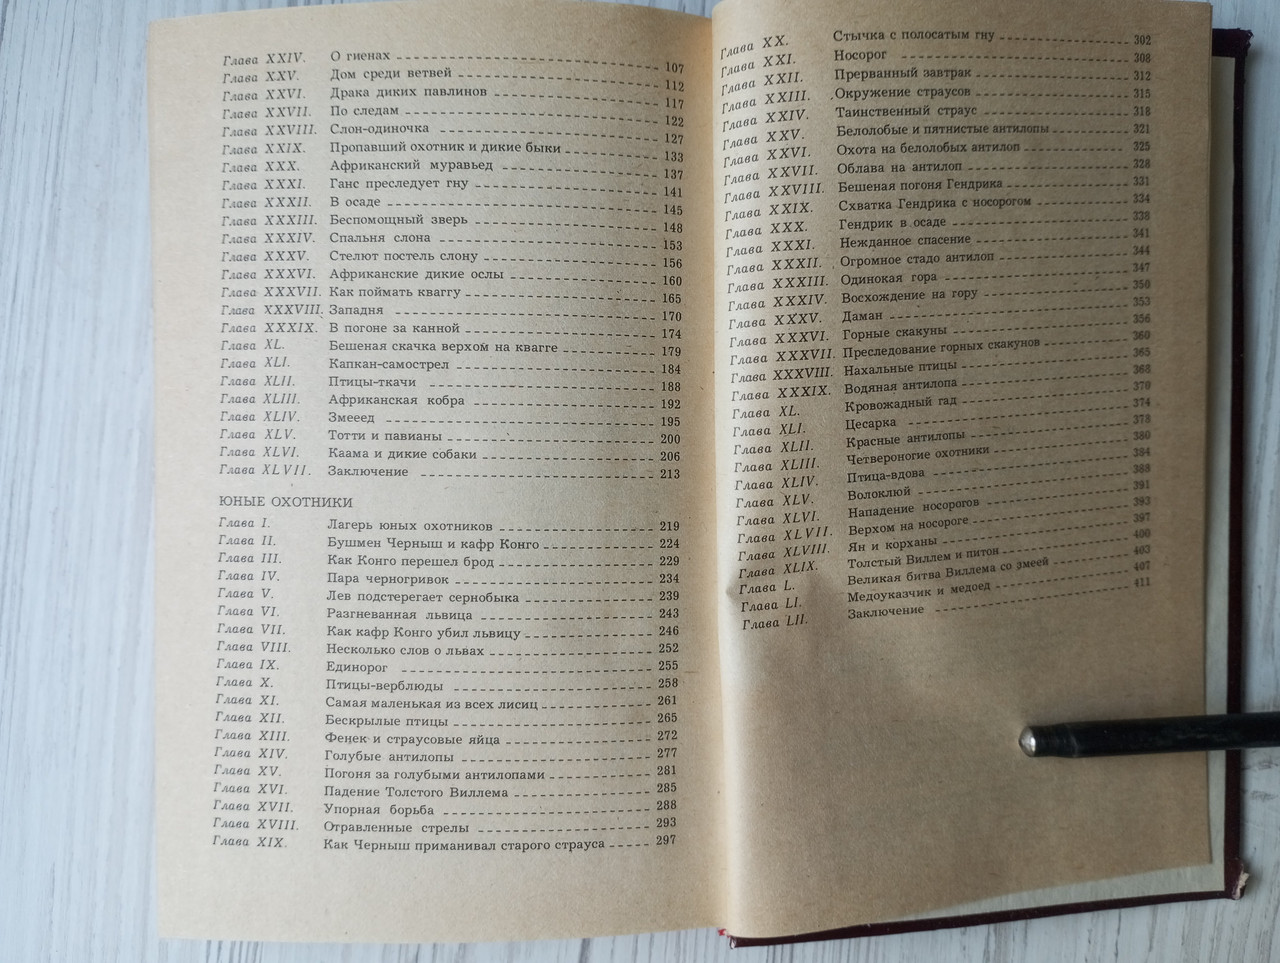 Глава XXIV. О гиенах 107
Глава XXV. Дом среди ветвей 112
Глава XXVI. Драка диких павлинов 117
Глава XXVII. По следам 122
Глава XXVIII. Слон-одиночка 127
Глава XXIX. Пропавший охотник и дикие быки 133
Глава XXX. Африканский муравьед 137
Глава XXXI. Ганс преследует гну 141
Глава XXXII. В осаде 145
Глава XXXIII. Беспомощный зверь 148
Глава XXXIV. Спальня слона 153
Глава XXXV. Стелют постель слону 156
Глава XXXVI. Африканские дикие ослы 160
Глава XXXVII. Как поймать кваггу 165
Глава XXXVIII. Западня 170
Глава XXXIX. В погоне за канной 174
Глава XL. Бешеная скачка верхом на квагге 179
Глава XLI. Капкан-самострел 184
Глава XLII. Птицы-ткачи 188
Глава XLIII. Африканская кобра 192
Глава XLIV. Змееед 195
Глава XLV. Тотти и павианы 200
Глава XLVI. Каама и дикие собаки 206
Глава XLVII. Заключение 213
ЮНЫЕ ОХОТНИКИ
Глава I. Лагерь юных охотников 219
Глава II. Бушмен Черныш и кафр Конго 224
Глава III. Как Конго перешел брод 229
Глава IV. Пара черногривок 234
Глава V. Лев подстерегает сернобыка 239
Глава VI. Разгневанная львица 243
Глава VII. Как кафр Конго убил львицу 246
Глава VIII. Несколько слов о львах 252
Глава IX. Единорог 255
Глава X. Птицы-верблюды 258
Глава XI. Самая маленькая из всех лисиц 261
Глава XII. Бескрылые птицы 265
Глава XIII. Фенек и страусовые яйца 272
Глава XIV. Голубые антилопы 277
Глава XV. Погоня за голубыми антилопами 281
Глава XVI. Падение Толстого Виллема 285
Глава XVII. Упорная борьба 288
Глава XVIII. Отравленные стрелы 293
Глава XIX. Как Черныш приманивал старого страуса 297
Глава XX. Стычка с полосатым гну 302
Глава XXI. Носорог 308
Глава XXII. Прерванный завтрак 312
Глава XXIII. Окружение страусов 315
Глава XXIV. Таинственный страус 318
Глава XXV. Белолобые и пятнистые антилопы 321
Глава XXVI. Охота на белолобых антилоп 325
Глава XXVII. Облава на антилоп 328
Глава XXVIII. Бешеная погоня Гендрика 331
Глава XXIX. Схватка Гендрика с носорогом 334
Глава XXX. Гендрик в осаде 338
Глава XXXI. Нежданное спасение 341
Глава XXXII. Огромное стадо антилоп 344
Глава XXXIII. Одинокая гора 347
Глава XXXIV. Восхождение на гору 350
Глава XXXV. Даман 353
Глава XXXVI. Горные скакуны 356
Глава XXXVII. Преследование горных скакунов 360
Глава XXXVIII. Нахальные птицы 365
Глава XXXIX. Водяная антилопа 368
Глава XL. Кровожадный гад 370
Глава XLI. Цесарка 374
Глава XLII. Красные антилопы 378
Глава XLIII. Четвероногие охотники 380
Глава XLIV. Птица-вдова 384
Глава XLV. Волоклюй 388
Глава XLVI. Нападение носорогов 391
Глава XLVII. Верхом на носороге 393
Глава XLVIII. Ян и корханы 397
Глава XLIX. Толстый Виллем и питон 400
Глава L. Великая битва Виллема со змеей 403
Глава LI. Медоуказчик и медоед 407
Глава LII. Заключение 411